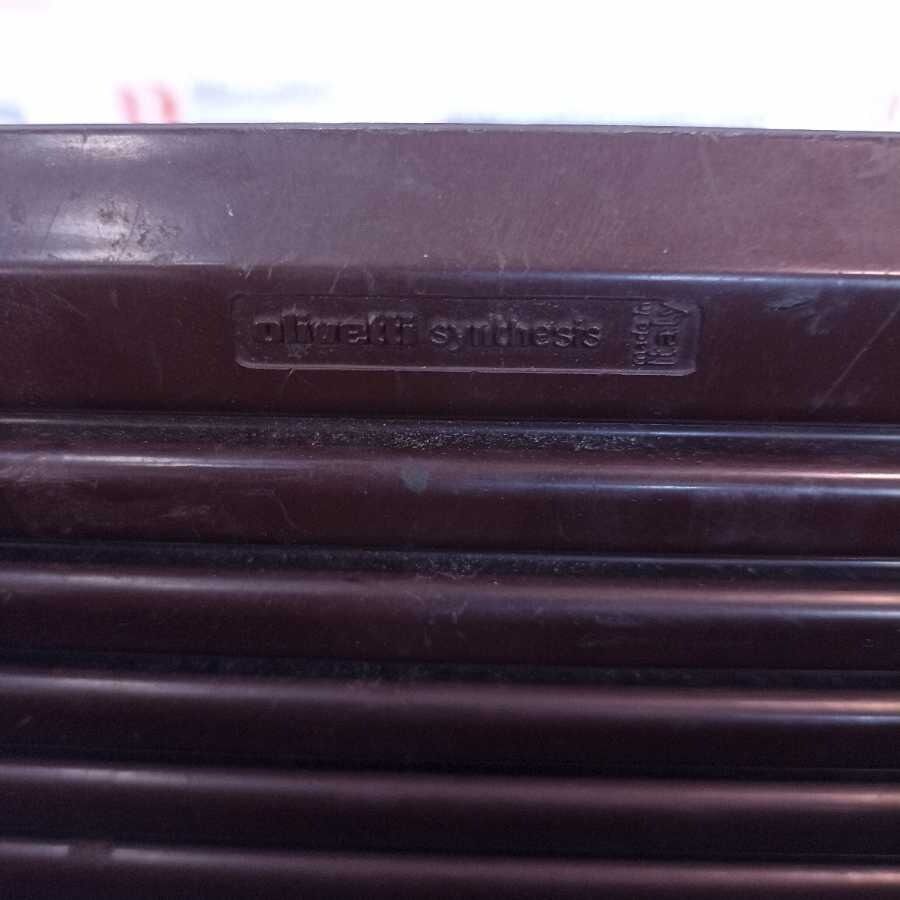 olivetti synthesis
made in
Italy